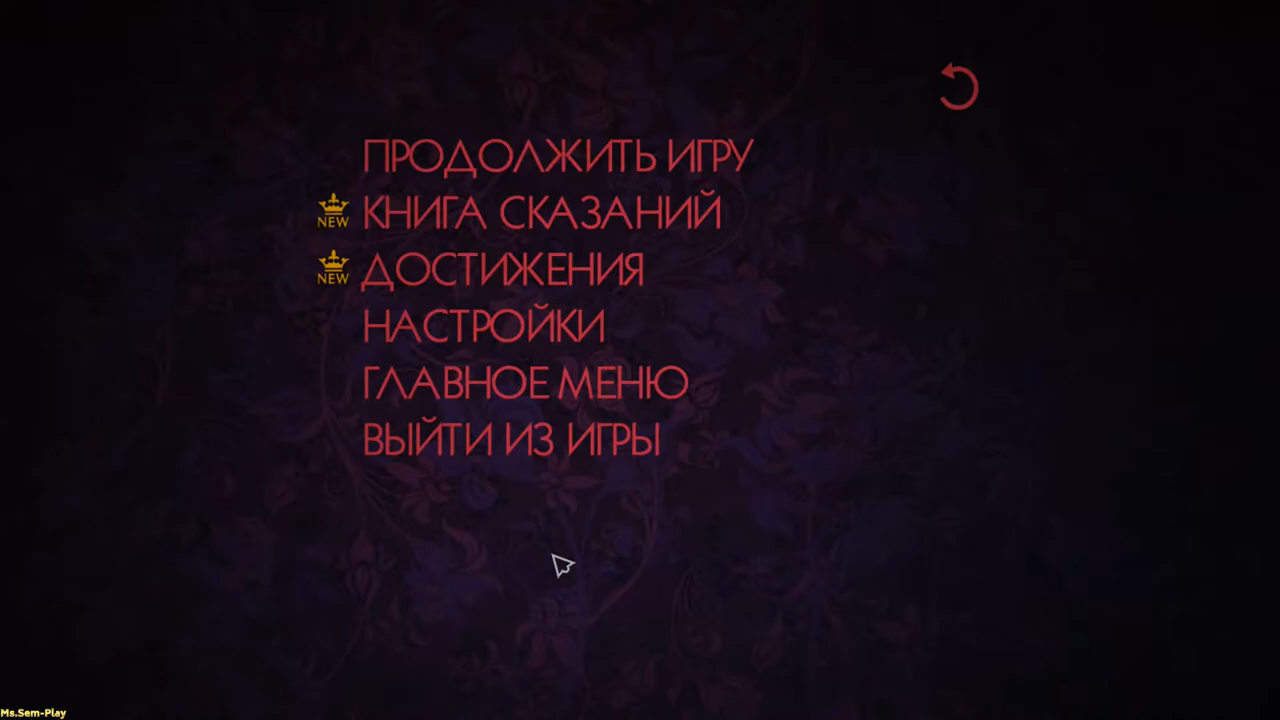 ПРОДОЛЖИТЬ ИГРУ
NEW КНИГА СКАЗАНИЙ
NEW ДОСТИЖЕНИЯ
НАСТРОЙКИ
ГЛАВНОЕ МЕНЮ
ВЫЙТИ ИЗ ИГРЫ
Ms.Sem-Play